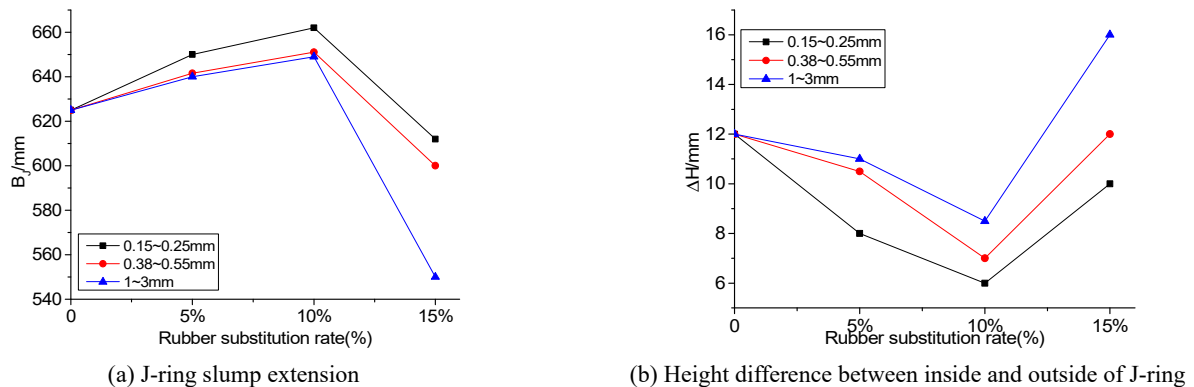 660
640
620
600
580
560
540
B_J/mm
0.15~0.25mm
0.38~0.55mm
1~3mm
0 5% 10% 15%
Rubber substitution rate(%)
(a) J-ring slump extension
16
14
12
10
8
6
ΔH/mm
0.15~0.25mm
0.38~0.55mm
1~3mm
0 5% 10% 15%
Rubber substitution rate(%)
(b) Height difference between inside and outside of J-ring